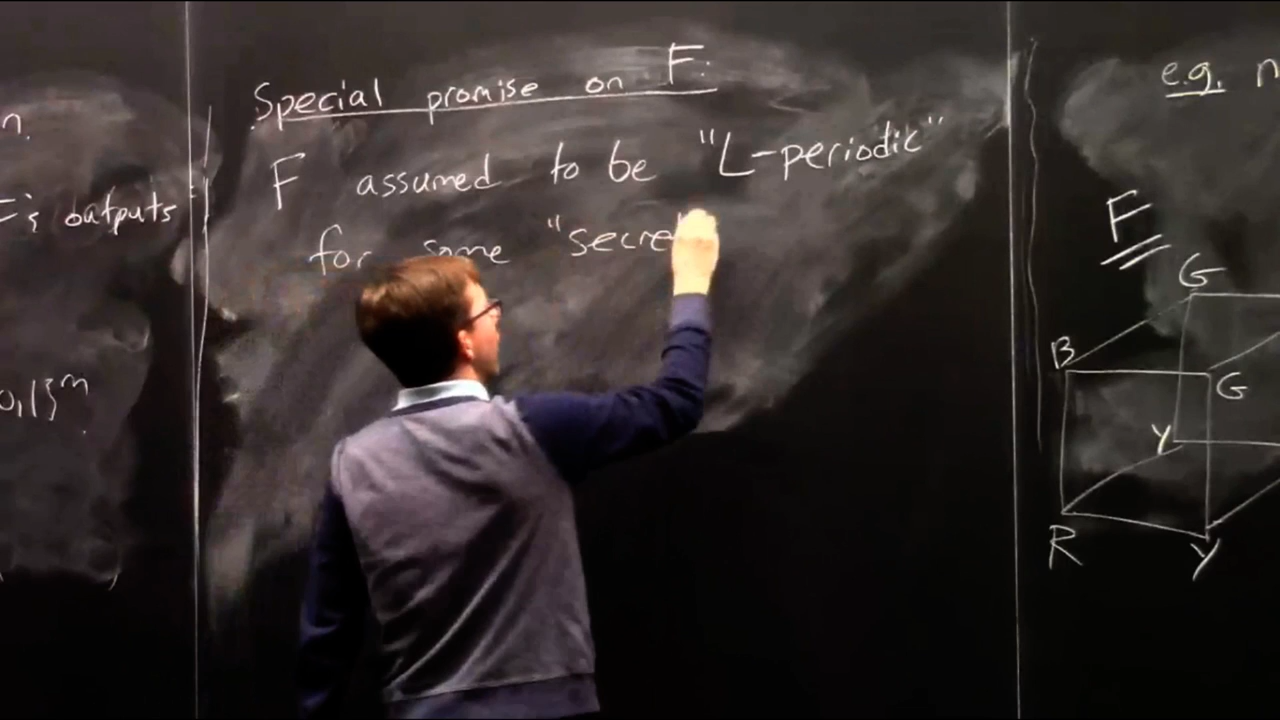 n.
F's outputs
0,1}ᵐ
Special promise on F:
F assumed to be "L-periodic"
for some "secre
e.g. n
F
G
B
G
Y
R
Y